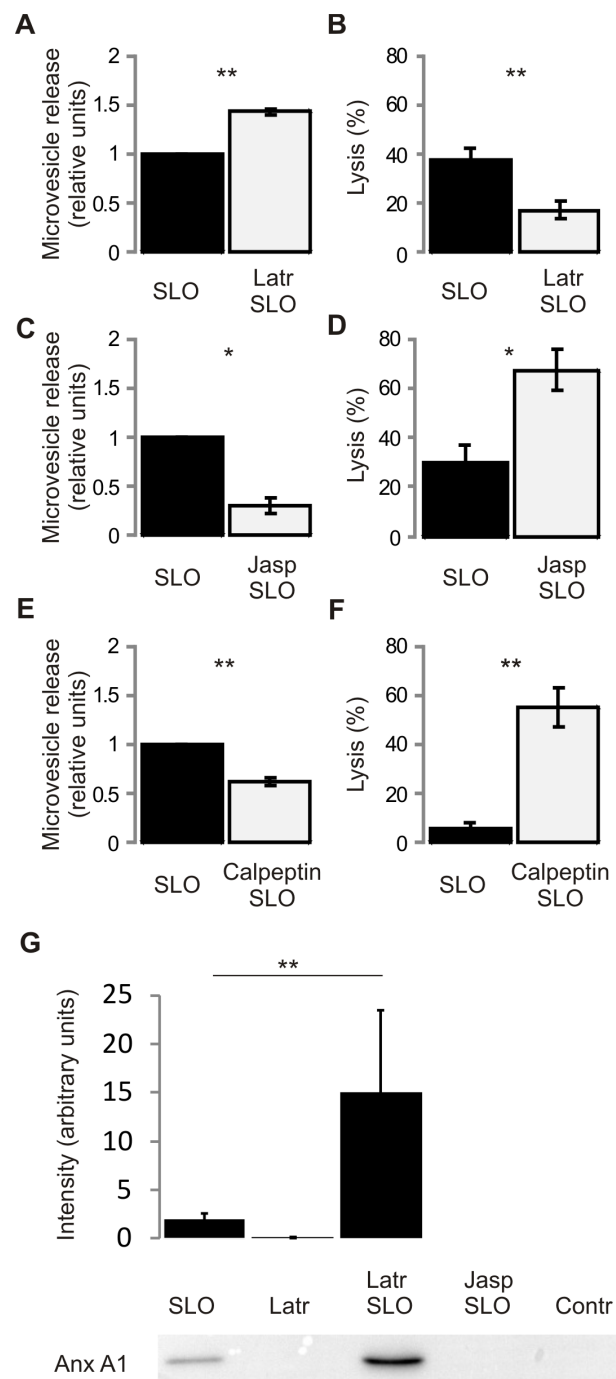 A
B
Microvesicle release
(relative units)
2
1.5
1
0.5
0
**
SLO
Latr
SLO
Lysis (%)
80
60
40
20
0
**
SLO
Latr
SLO
C
D
Microvesicle release
(relative units)
2
1.5
1
0.5
0
*
SLO
Jasp
SLO
Lysis (%)
80
60
40
20
0
*
SLO
Jasp
SLO
E
F
Microvesicle release
(relative units)
2
1.5
1
0.5
0
**
SLO
Calpeptin
SLO
Lysis (%)
80
60
40
20
0
**
SLO
Calpeptin
SLO
G
**
Intensity (arbitrary units)
25
20
15
10
5
0
SLO
Latr
Latr
SLO
Jasp
SLO
Contr
Anx A1